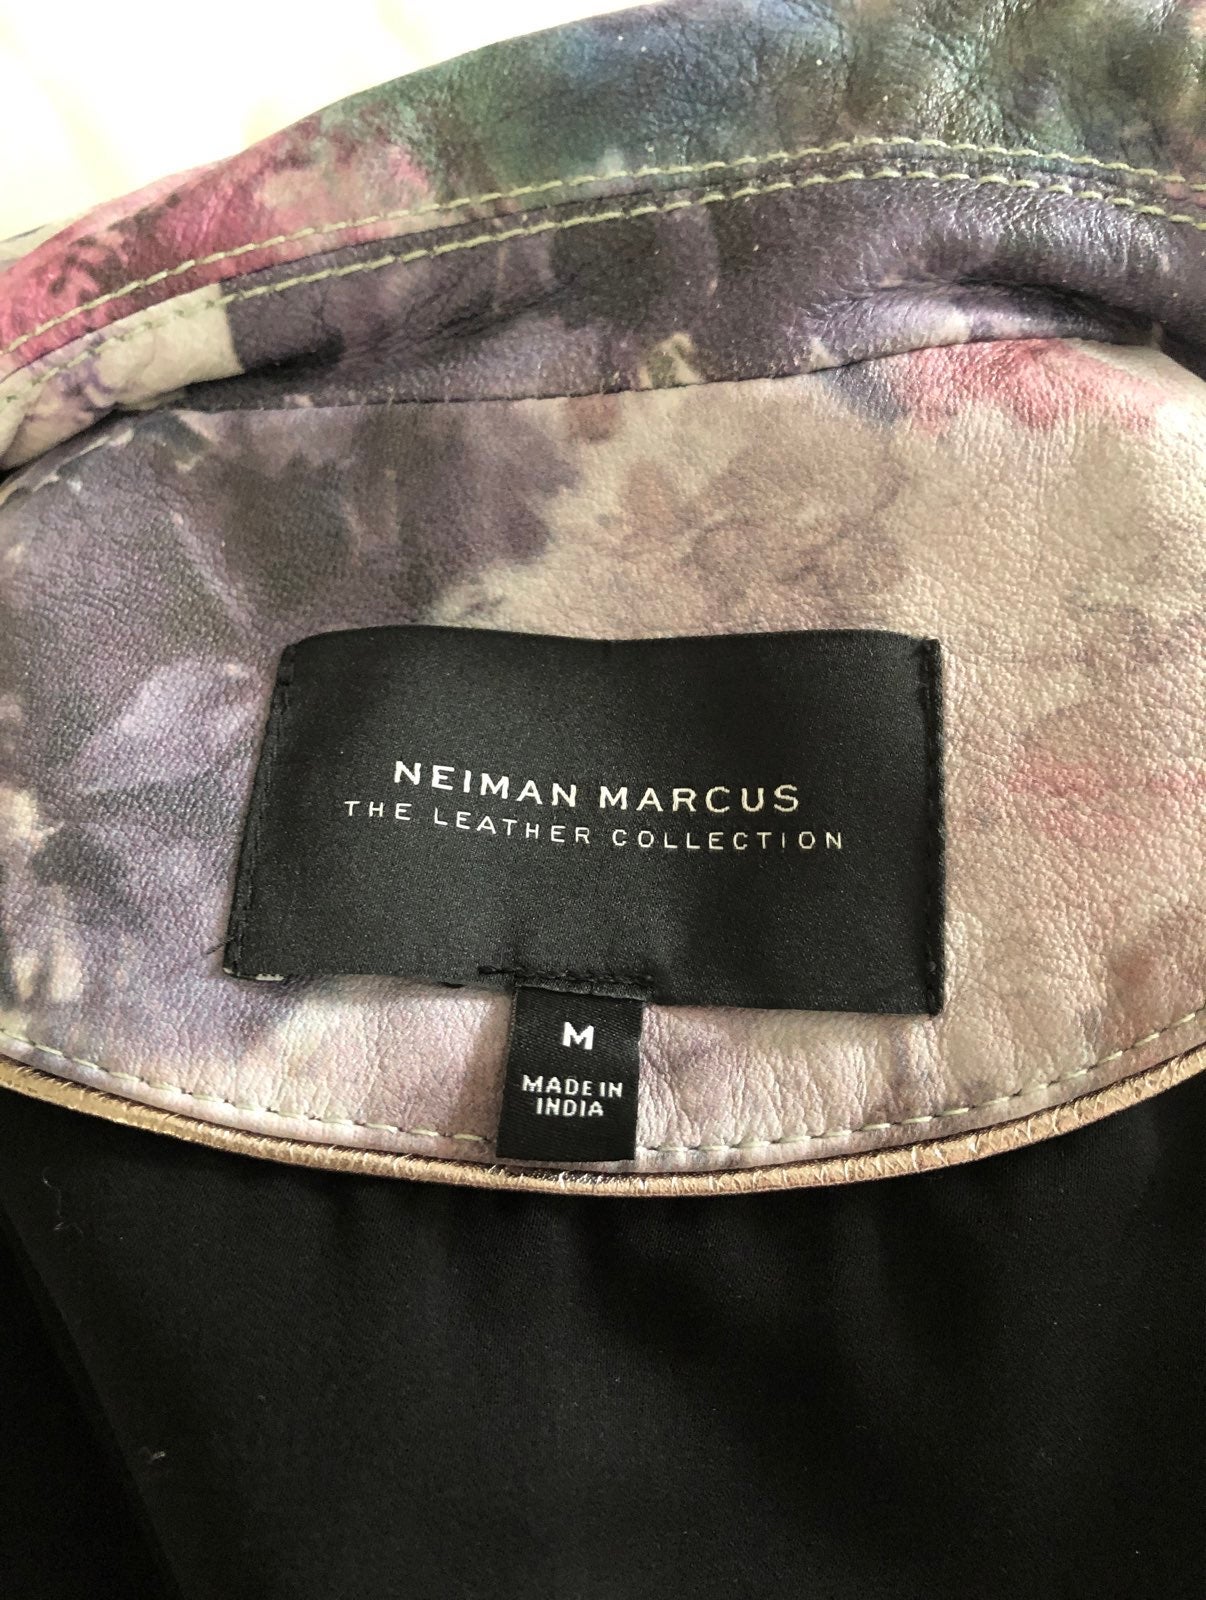 NEIMAN MARCUS
THE LEATHER COLLECTION
M
MADE IN
INDIA